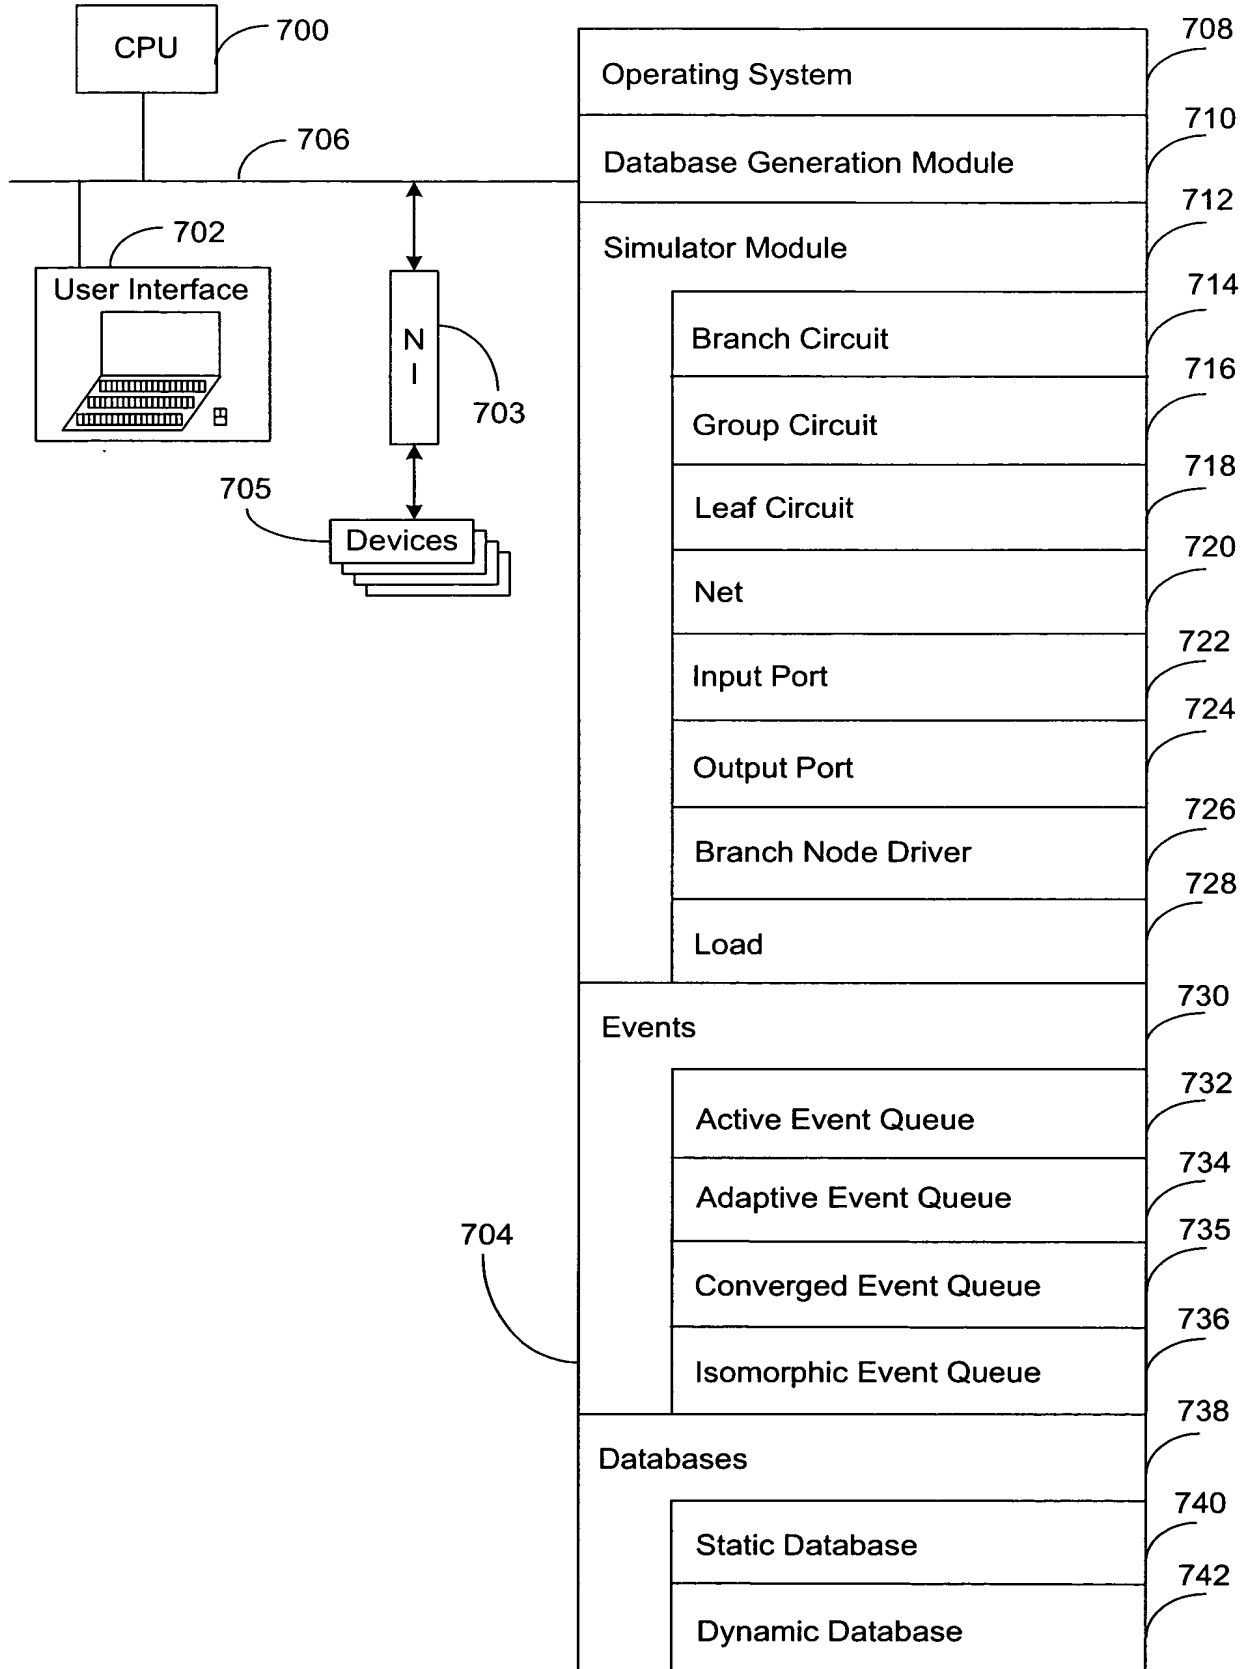 CPU
700
706
702
User Interface
N
I
703
705
Devices
704
Operating System
708
Database Generation Module
710
Simulator Module
712
Branch Circuit
714
Group Circuit
716
Leaf Circuit
718
Net
720
Input Port
722
Output Port
724
Branch Node Driver
726
Load
728
Events
730
Active Event Queue
732
Adaptive Event Queue
734
Converged Event Queue
735
Isomorphic Event Queue
736
Databases
738
Static Database
740
Dynamic Database
742